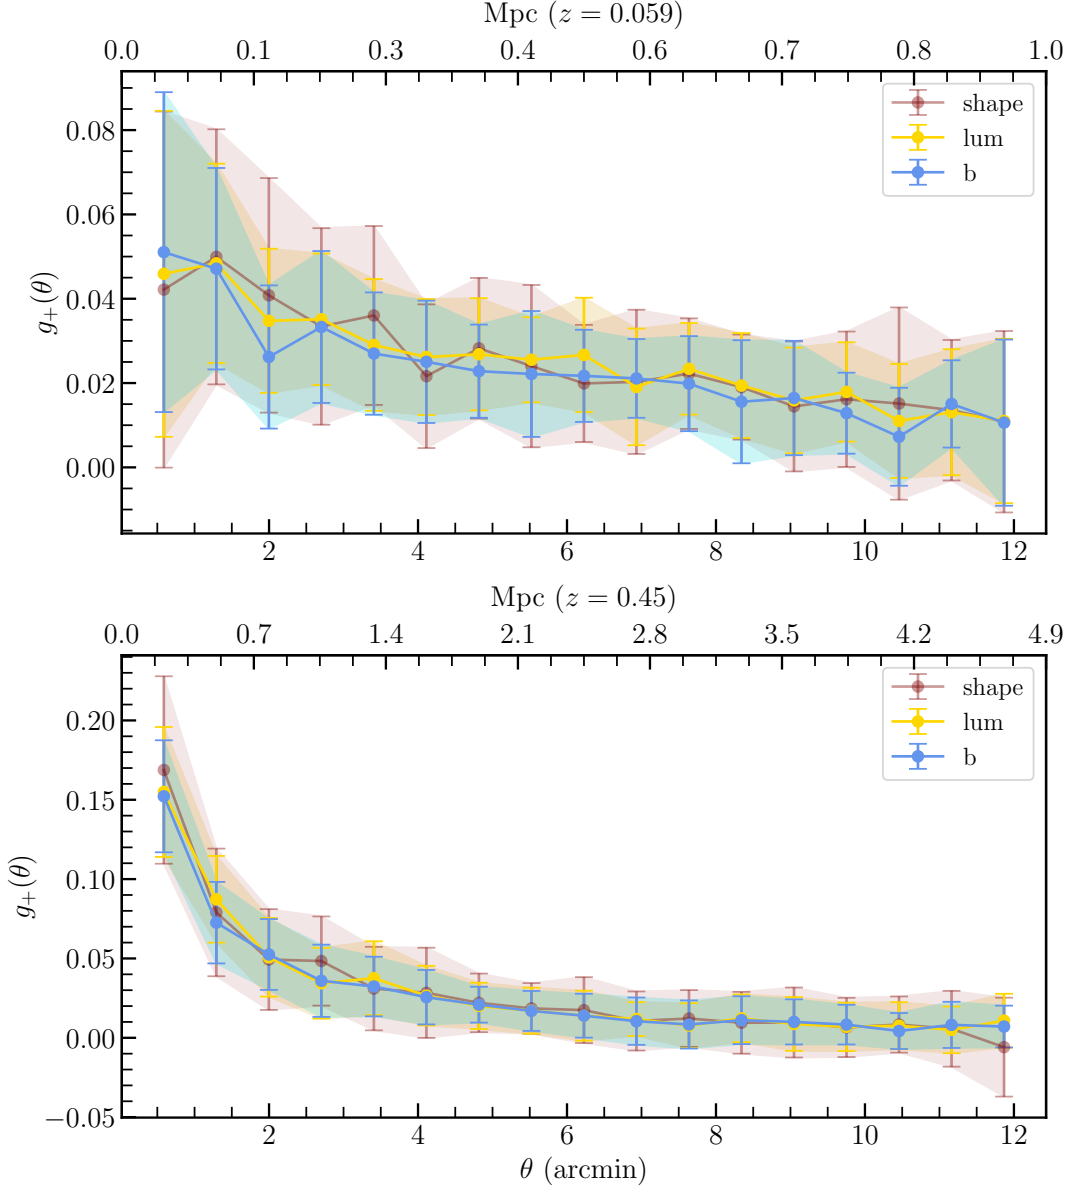 Mpc (z = 0.059)
0.0 0.1 0.3 0.4 0.6 0.7 0.8 1.0
0.08
0.06
0.04
0.02
0.00
g+(θ)
shape
lum
b
2 4 6 8 10 12
Mpc (z = 0.45)
0.0 0.7 1.4 2.1 2.8 3.5 4.2 4.9
0.20
0.15
0.10
0.05
0.00
−0.05
g+(θ)
shape
lum
b
2 4 6 8 10 12
θ (arcmin)